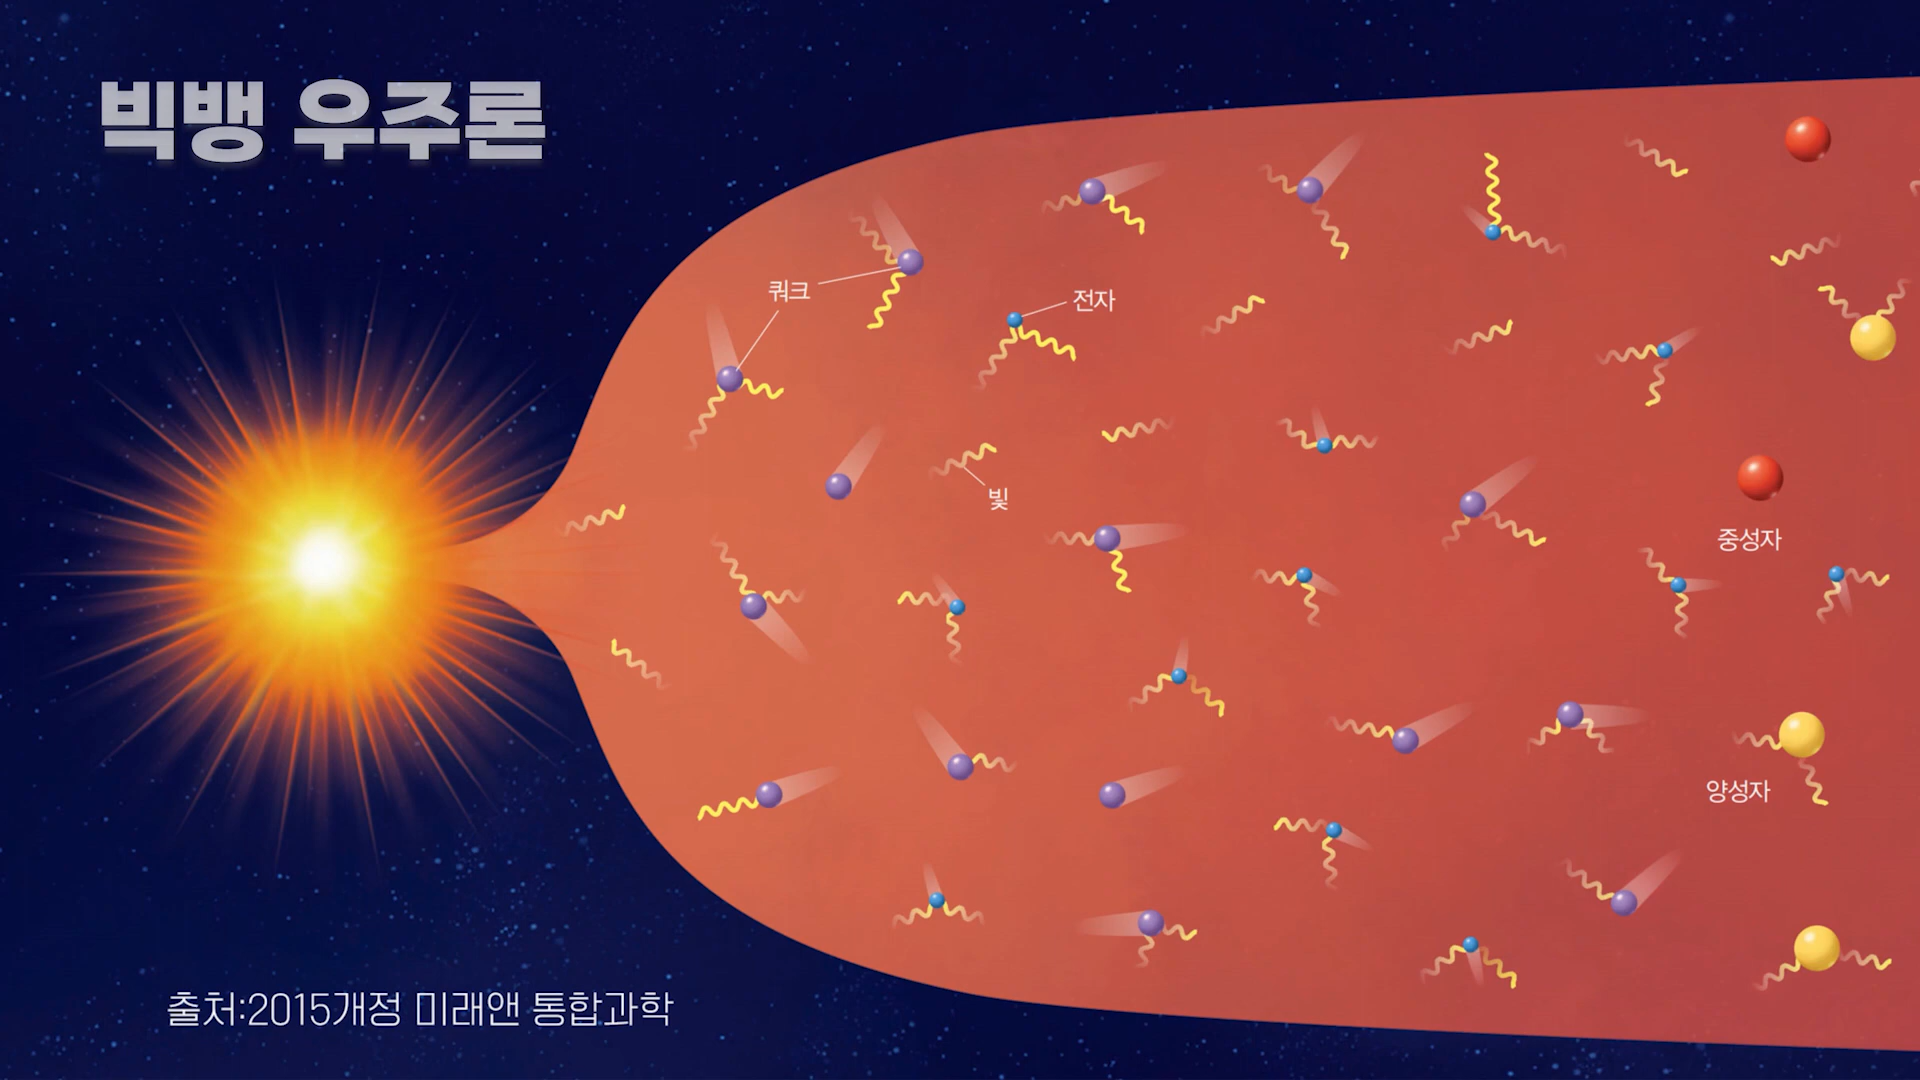 빅뱅 우주론
쿼크
전자
빛
중성자
양성자
출처:2015개정 미래앤 통합과학